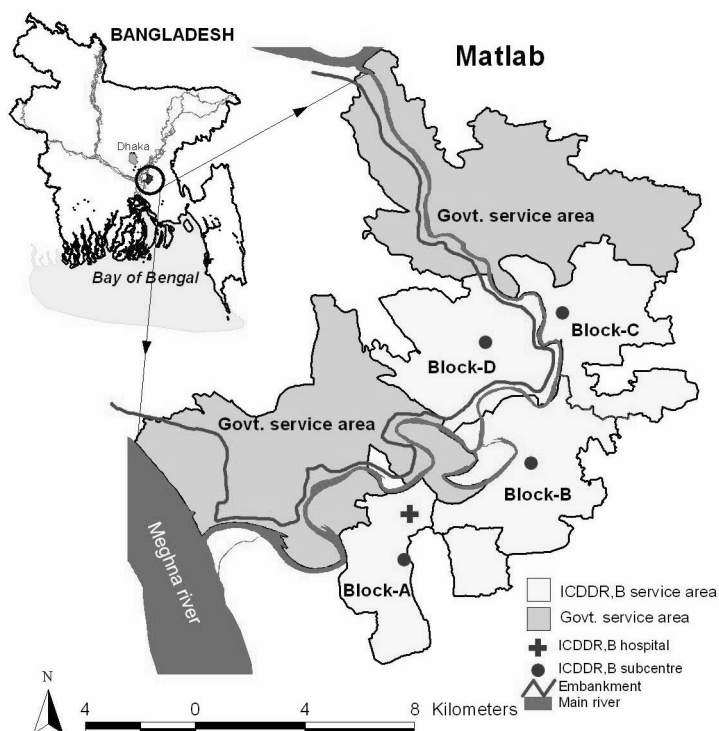 BANGLADESH
Matlab
Dhaka
Bay of Bengal
Govt. service area
Block-C
Block-D
Govt. service area
Block-B
Meghna river
Block-A
ICDDR,B service area
Govt. service area
ICDDR,B hospital
ICDDR,B subcentre
Embankment
Main river
N
4 0 4 8 Kilometers